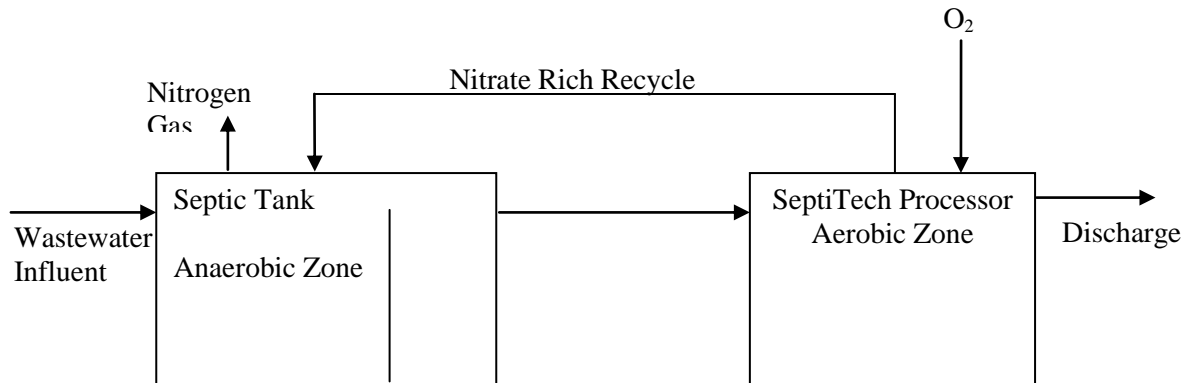 O₂
Nitrate Rich Recycle
Nitrogen
Gas
Septic Tank
SeptiTech Processor
Aerobic Zone
Wastewater
Influent
Anaerobic Zone
Discharge